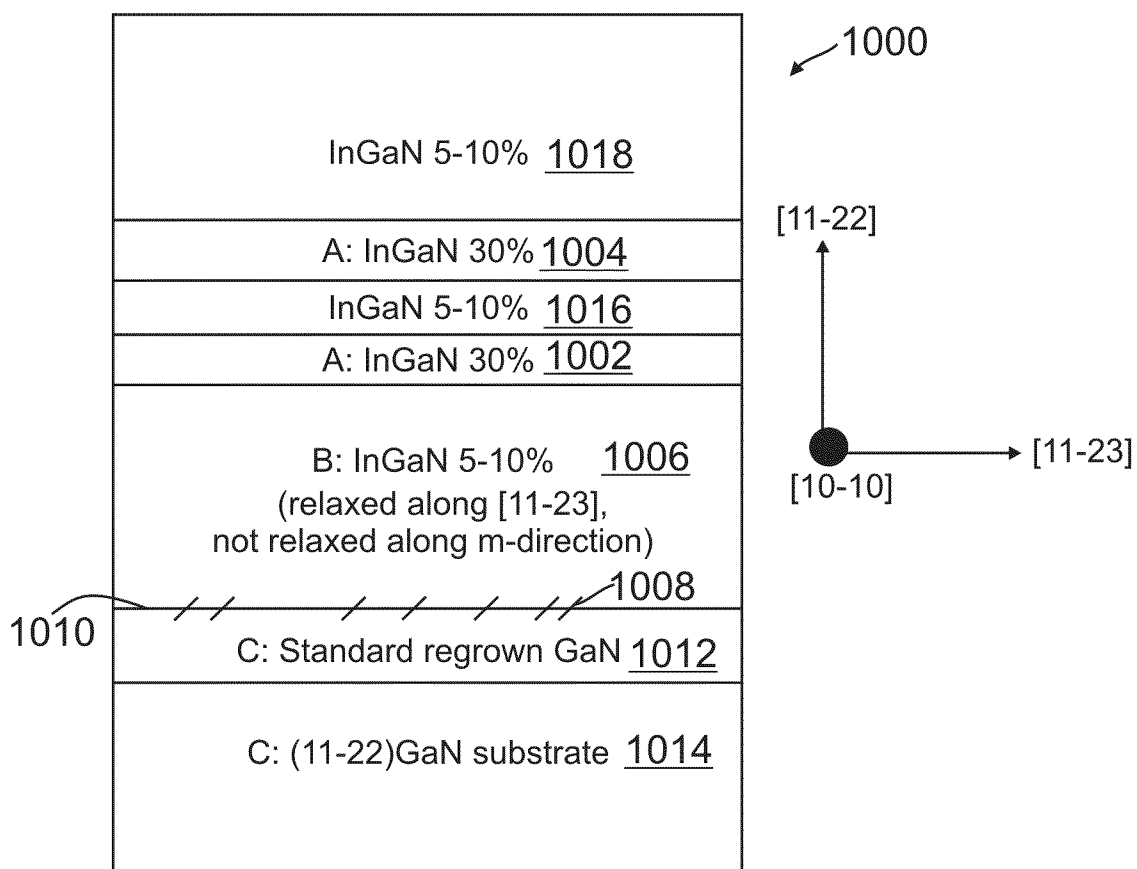 1000
InGaN 5-10% 1018
[11-22]
A: InGaN 30% 1004
InGaN 5-10% 1016
A: InGaN 30% 1002
B: InGaN 5-10% 1006
(relaxed along [11-23],
not relaxed along m-direction)
[11-23]
[10-10]
1008
1010
C: Standard regrown GaN 1012
C: (11-22)GaN substrate 1014